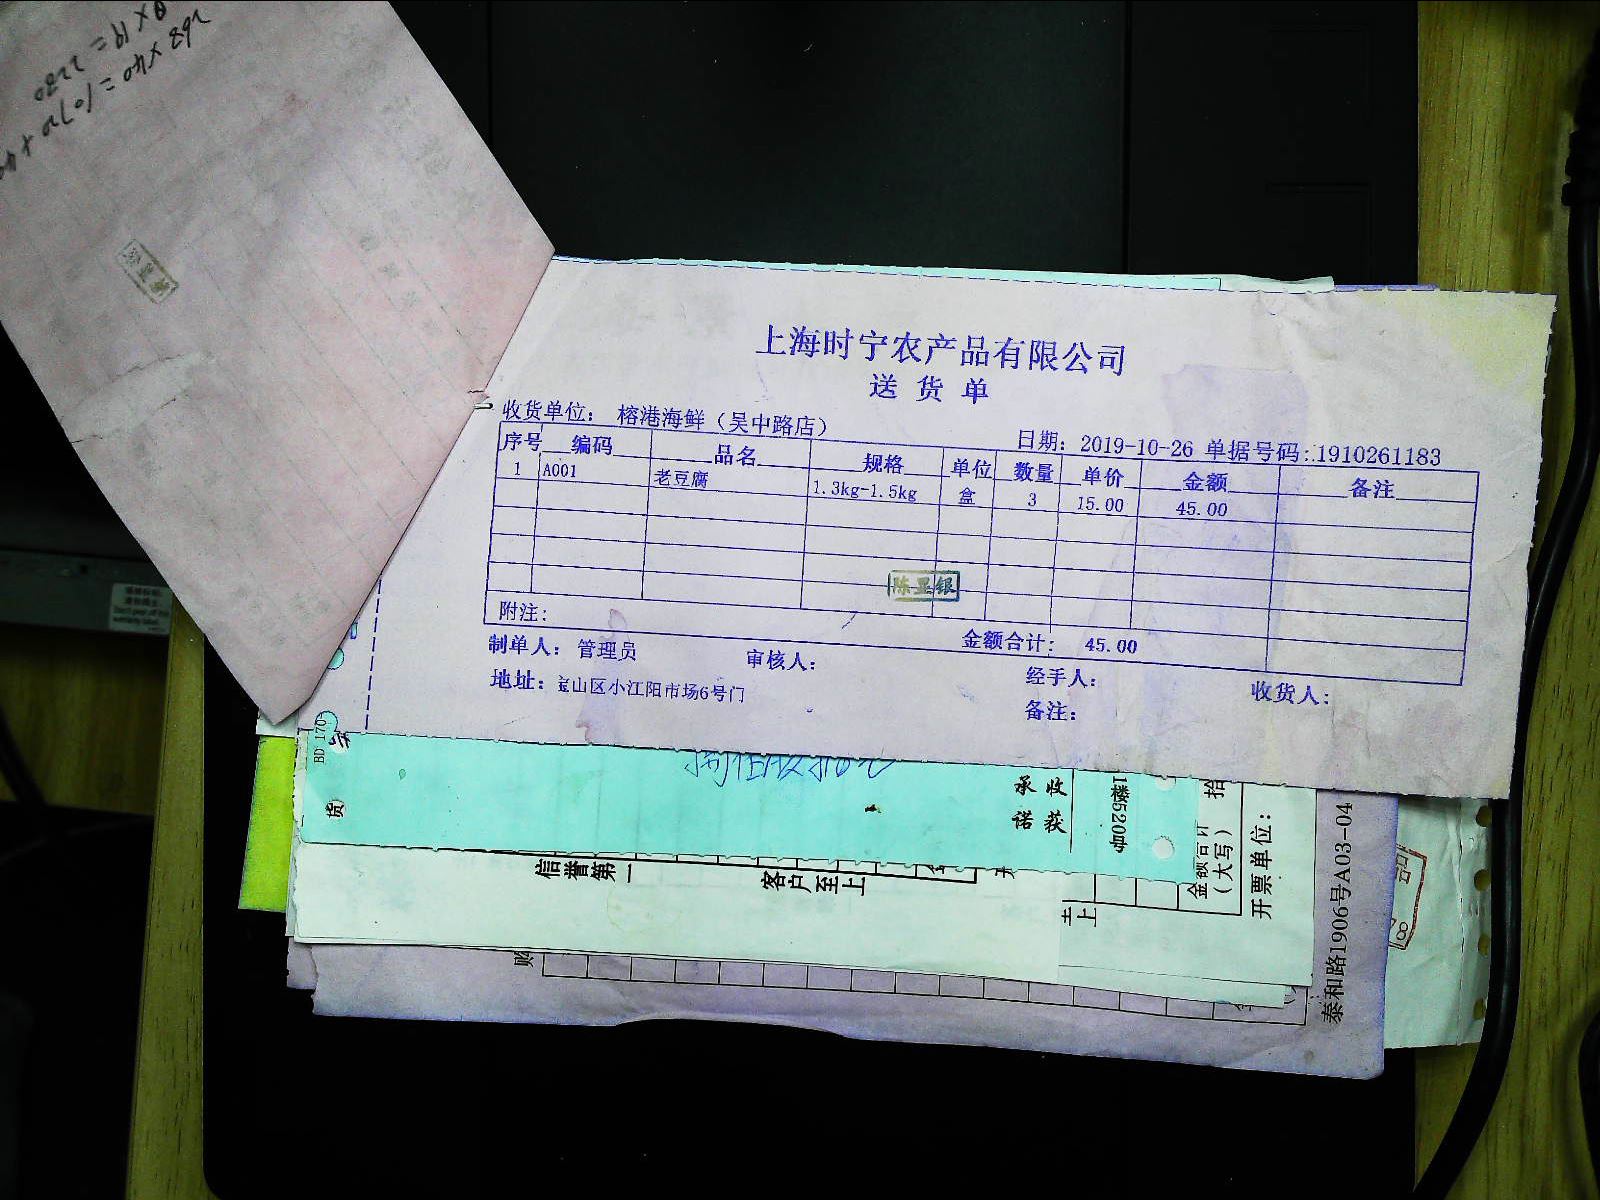 上海时宁农产品有限公司
送货单
收货单位： 榕港海鲜（吴中路店）
日期: 2019-10-26 单据号码: 1910261183
序号 编码 品名 规格 单位 数量 单价 金额 备注
1 A001 老豆腐 1.3kg-1.5kg 盒 3 15.00 45.00
陈显银
附注: 金额合计: 45.00
制单人: 管理员 审核人: 经手人: 收货人:
地址: 宝山区小江阳市场6号门 备注:
BD 170
货
承诺
收获
拾
金额合计
（大写）
开票单位:
信誉第一
客户至上
泰和路1906号A03-04